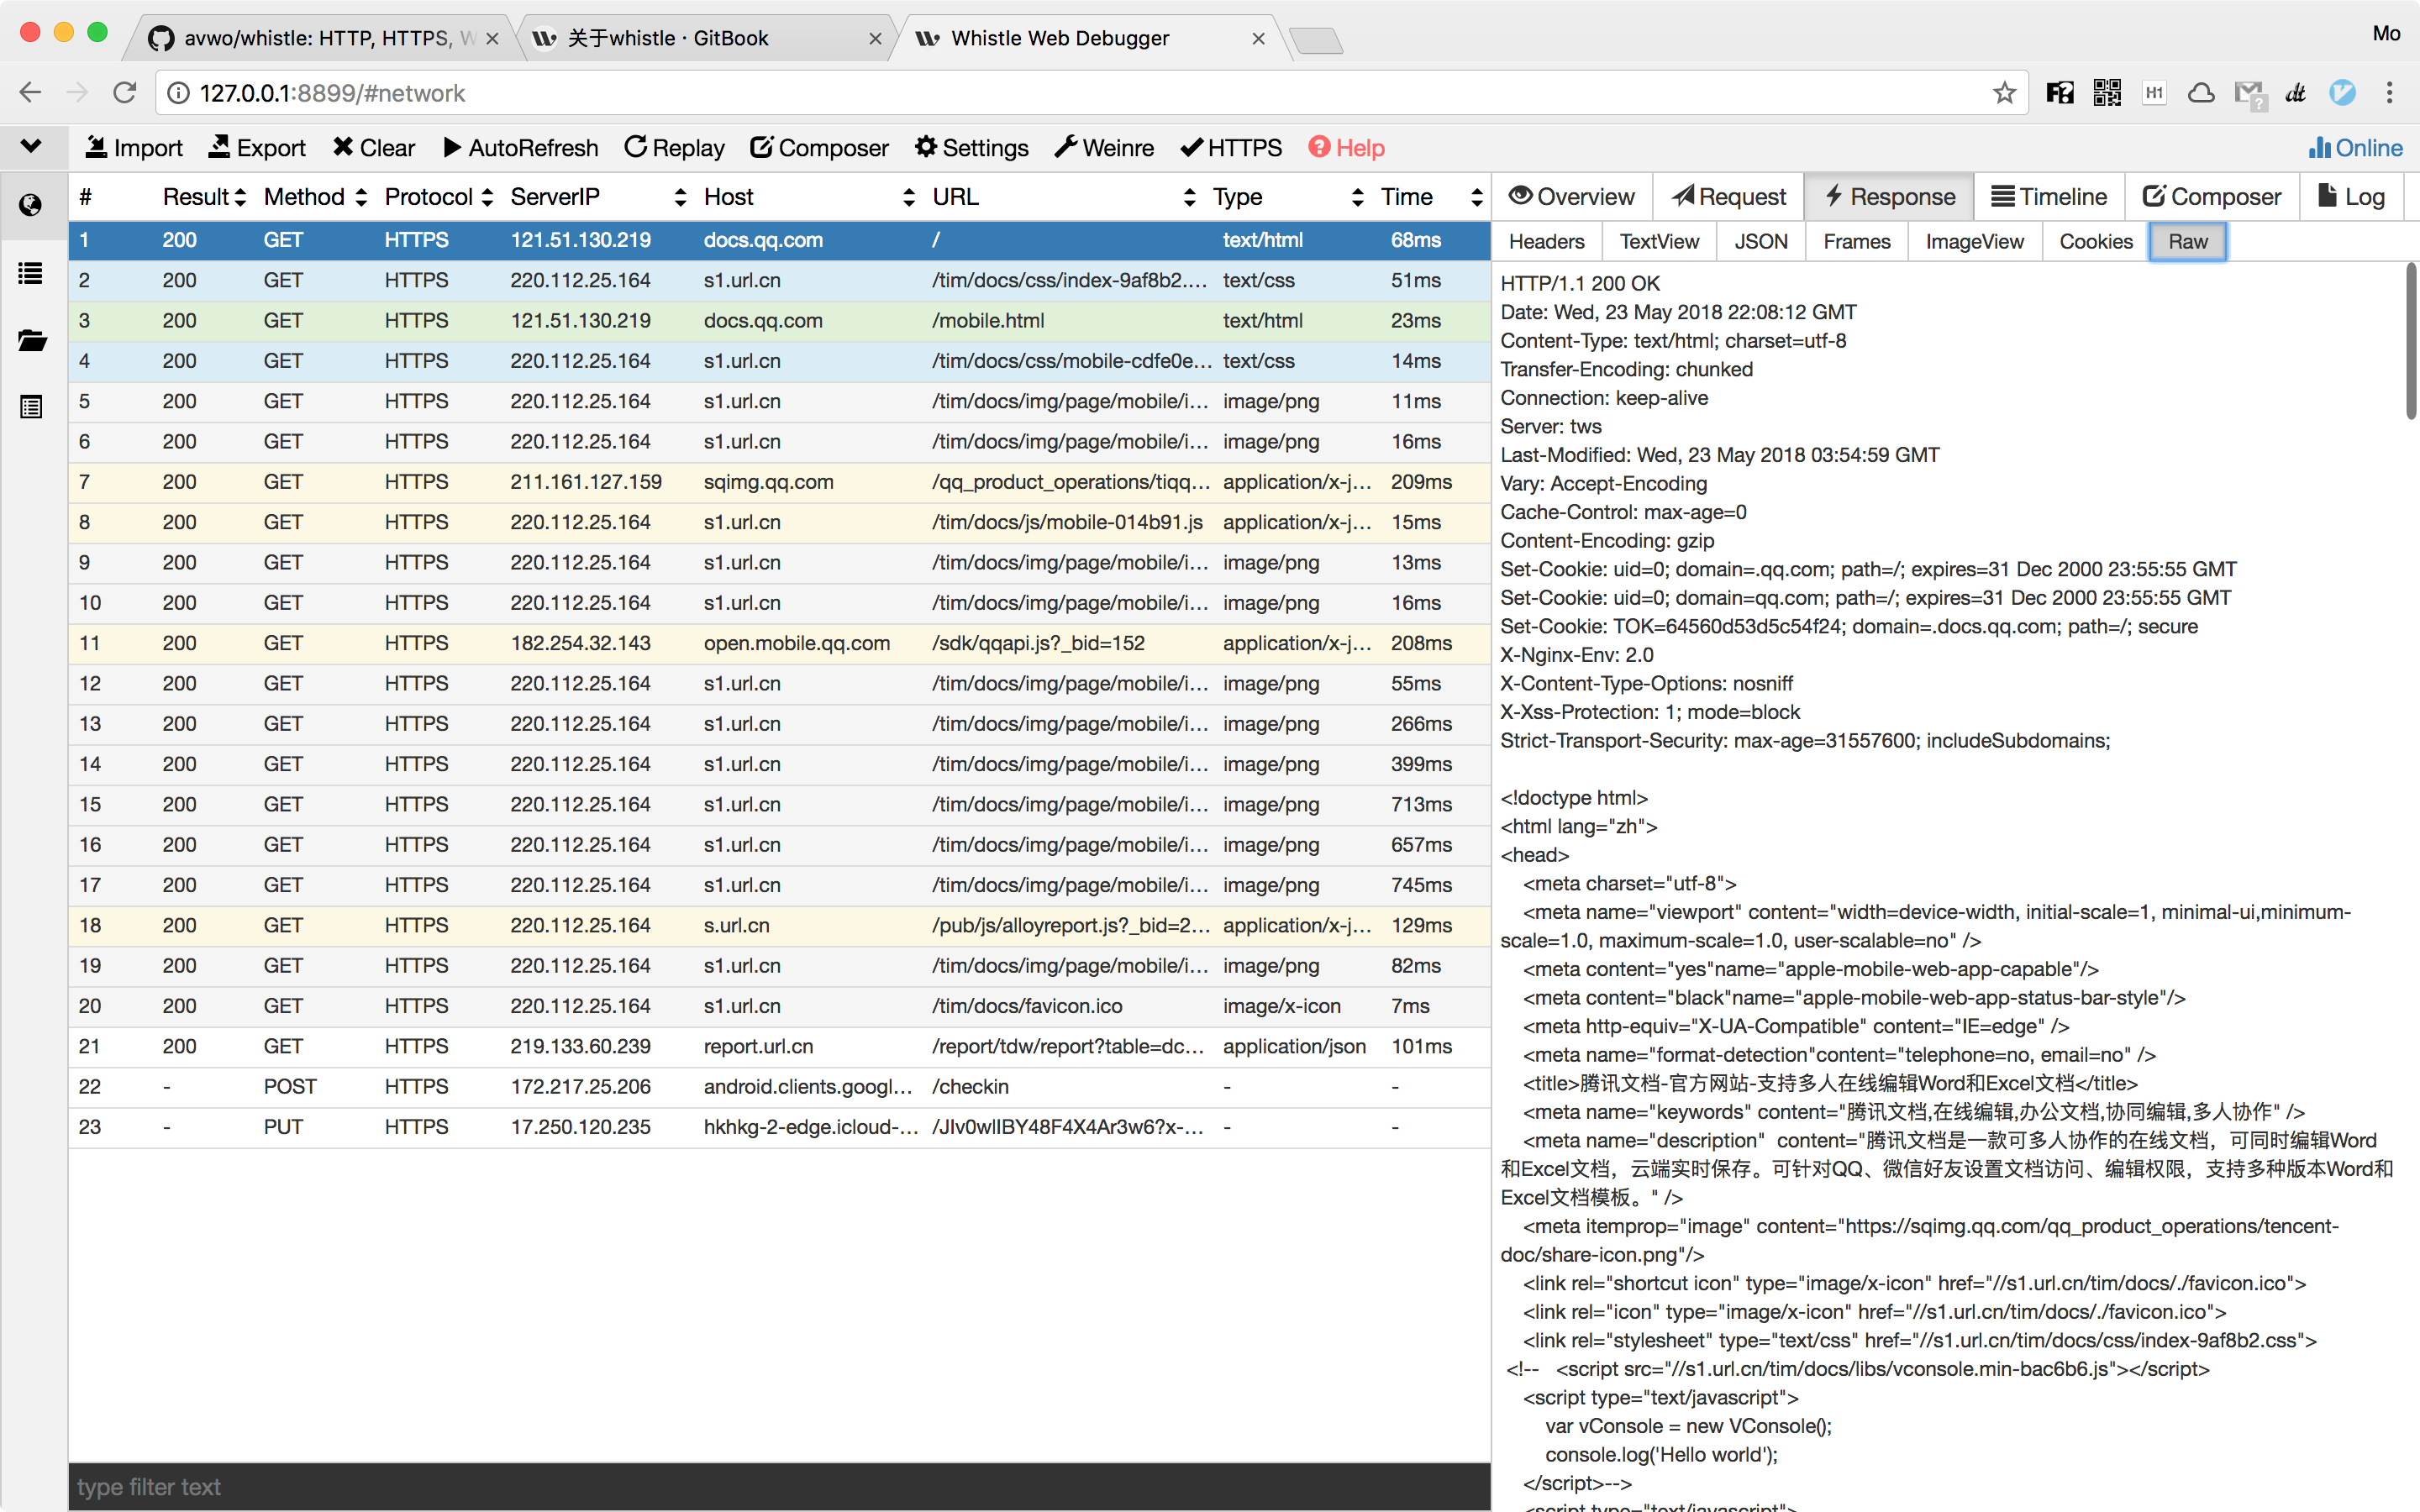 avwo/whistle: HTTP, HTTPS, W
关于whistle · GitBook
Whistle Web Debugger
Mo
127.0.0.1:8899/#network
Import Export Clear AutoRefresh Replay Composer Settings Weinre HTTPS Help Online
# Result Method Protocol ServerIP Host URL Type Time
1 200 GET HTTPS 121.51.130.219 docs.qq.com / text/html 68ms
2 200 GET HTTPS 220.112.25.164 s1.url.cn /tim/docs/css/index-9af8b2.... text/css 51ms
3 200 GET HTTPS 121.51.130.219 docs.qq.com /mobile.html text/html 23ms
4 200 GET HTTPS 220.112.25.164 s1.url.cn /tim/docs/css/mobile-cdfe0e... text/css 14ms
5 200 GET HTTPS 220.112.25.164 s1.url.cn /tim/docs/img/page/mobile/i... image/png 11ms
6 200 GET HTTPS 220.112.25.164 s1.url.cn /tim/docs/img/page/mobile/i... image/png 16ms
7 200 GET HTTPS 211.161.127.159 sqimg.qq.com /qq_product_operations/tiqq... application/x-j... 209ms
8 200 GET HTTPS 220.112.25.164 s1.url.cn /tim/docs/js/mobile-014b91.js application/x-j... 15ms
9 200 GET HTTPS 220.112.25.164 s1.url.cn /tim/docs/img/page/mobile/i... image/png 13ms
10 200 GET HTTPS 220.112.25.164 s1.url.cn /tim/docs/img/page/mobile/i... image/png 16ms
11 200 GET HTTPS 182.254.32.143 open.mobile.qq.com /sdk/qqapi.js?_bid=152 application/x-j... 208ms
12 200 GET HTTPS 220.112.25.164 s1.url.cn /tim/docs/img/page/mobile/i... image/png 55ms
13 200 GET HTTPS 220.112.25.164 s1.url.cn /tim/docs/img/page/mobile/i... image/png 266ms
14 200 GET HTTPS 220.112.25.164 s1.url.cn /tim/docs/img/page/mobile/i... image/png 399ms
15 200 GET HTTPS 220.112.25.164 s1.url.cn /tim/docs/img/page/mobile/i... image/png 713ms
16 200 GET HTTPS 220.112.25.164 s1.url.cn /tim/docs/img/page/mobile/i... image/png 657ms
17 200 GET HTTPS 220.112.25.164 s1.url.cn /tim/docs/img/page/mobile/i... image/png 745ms
18 200 GET HTTPS 220.112.25.164 s.url.cn /pub/js/alloyreport.js?_bid=2... application/x-j... 129ms
19 200 GET HTTPS 220.112.25.164 s1.url.cn /tim/docs/img/page/mobile/i... image/png 82ms
20 200 GET HTTPS 220.112.25.164 s1.url.cn /tim/docs/favicon.ico image/x-icon 7ms
21 200 GET HTTPS 219.133.60.239 report.url.cn /report/tdw/report?table=dc... application/json 101ms
22 - POST HTTPS 172.217.25.206 android.clients.googl... /checkin - -
23 - PUT HTTPS 17.250.120.235 hkhkg-2-edge.icloud-... /JIv0wIIBY48F4X4Ar3w6?x-... - -
type filter text
Overview Request Response Timeline Composer Log
Headers TextView JSON Frames ImageView Cookies Raw
HTTP/1.1 200 OK
Date: Wed, 23 May 2018 22:08:12 GMT
Content-Type: text/html; charset=utf-8
Transfer-Encoding: chunked
Connection: keep-alive
Server: tws
Last-Modified: Wed, 23 May 2018 03:54:59 GMT
Vary: Accept-Encoding
Cache-Control: max-age=0
Content-Encoding: gzip
Set-Cookie: uid=0; domain=.qq.com; path=/; expires=31 Dec 2000 23:55:55 GMT
Set-Cookie: uid=0; domain=qq.com; path=/; expires=31 Dec 2000 23:55:55 GMT
Set-Cookie: TOK=64560d53d5c54f24; domain=.docs.qq.com; path=/; secure
X-Nginx-Env: 2.0
X-Content-Type-Options: nosniff
X-Xss-Protection: 1; mode=block
Strict-Transport-Security: max-age=31557600; includeSubdomains;
<!doctype html>
<html lang="zh">
<head>
<meta charset="utf-8">
<meta name="viewport" content="width=device-width, initial-scale=1, minimal-ui,minimum-
scale=1.0, maximum-scale=1.0, user-scalable=no" />
<meta content="yes"name="apple-mobile-web-app-capable"/>
<meta content="black"name="apple-mobile-web-app-status-bar-style"/>
<meta http-equiv="X-UA-Compatible" content="IE=edge" />
<meta name="format-detection"content="telephone=no, email=no" />
<title>腾讯文档-官方网站-支持多人在线编辑Word和Excel文档</title>
<meta name="keywords" content="腾讯文档,在线编辑,办公文档,协同编辑,多人协作" />
<meta name="description" content="腾讯文档是一款可多人协作的在线文档，可同时编辑Word
和Excel文档，云端实时保存。可针对QQ、微信好友设置文档访问、编辑权限，支持多种版本Word和
Excel文档模板。" />
<meta itemprop="image" content="https://sqimg.qq.com/qq_product_operations/tencent-
doc/share-icon.png"/>
<link rel="shortcut icon" type="image/x-icon" href="//s1.url.cn/tim/docs/./favicon.ico">
<link rel="icon" type="image/x-icon" href="//s1.url.cn/tim/docs/./favicon.ico">
<link rel="stylesheet" type="text/css" href="//s1.url.cn/tim/docs/css/index-9af8b2.css">
<!-- <script src="//s1.url.cn/tim/docs/libs/vconsole.min-bac6b6.js"></script>
<script type="text/javascript">
var vConsole = new VConsole();
console.log('Hello world');
</script>-->
<script type="text/javascript">